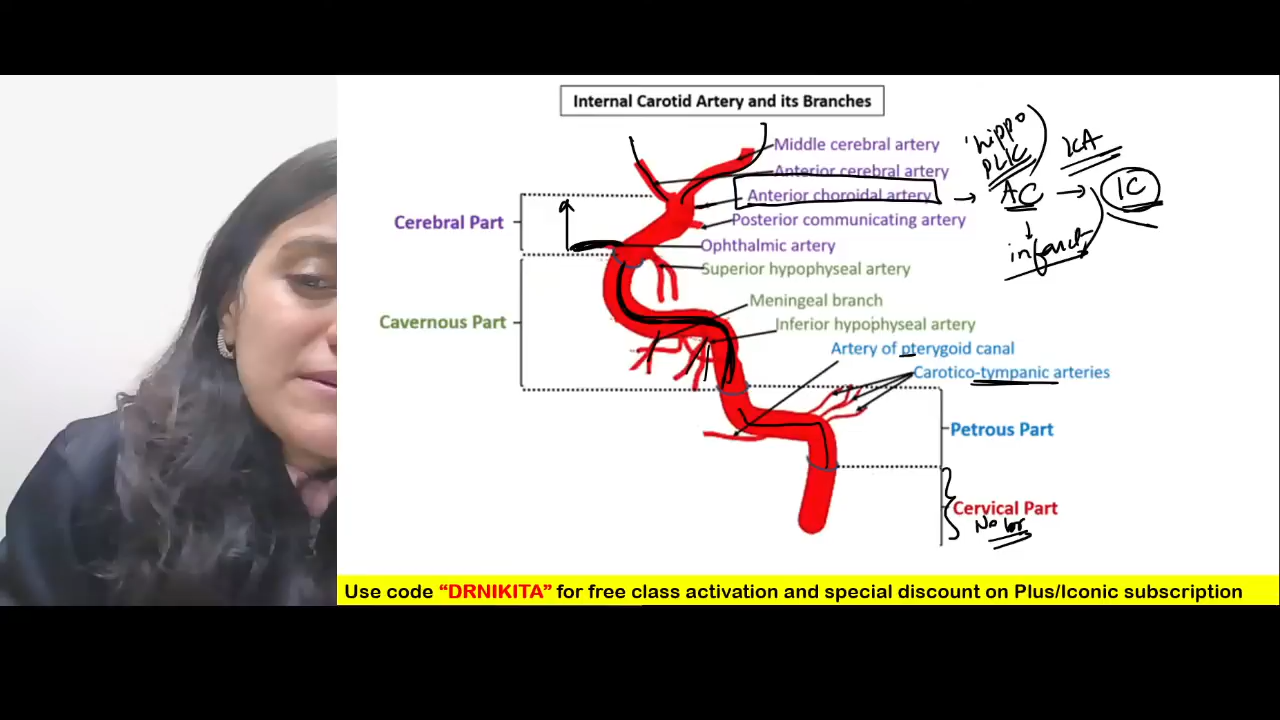 Internal Carotid Artery and its Branches
Middle cerebral artery
Anterior cerebral artery
Anterior choroidal artery
Posterior communicating artery
Ophthalmic artery
Superior hypophyseal artery
Meningeal branch
Inferior hypophyseal artery
Artery of pterygoid canal
Carotico-tympanic arteries
Cerebral Part
Cavernous Part
Petrous Part
Cervical Part
No br.
hippo
PLIC
AC
IC
infarct
Use code “DRNIKITA” for free class activation and special discount on Plus/Iconic subscription